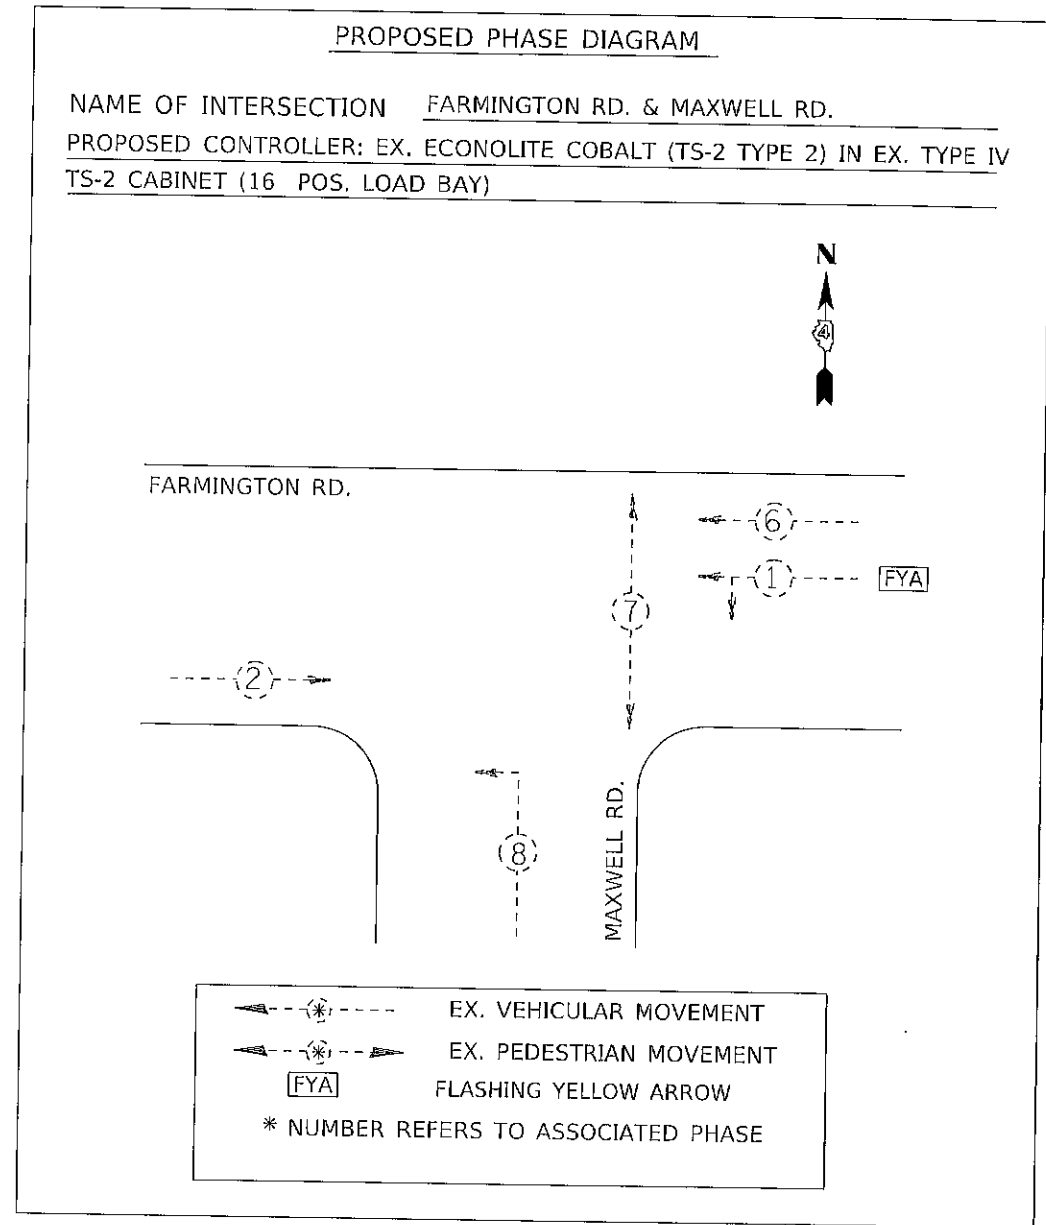 PROPOSED PHASE DIAGRAM
NAME OF INTERSECTION FARMINGTON RD. & MAXWELL RD.
PROPOSED CONTROLLER: EX. ECONOLITE COBALT (TS-2 TYPE 2) IN EX. TYPE IV
TS-2 CABINET (16 POS. LOAD BAY)
N
4
FARMINGTON RD.
6
1 FYA
7
2
8
MAXWELL RD.
* EX. VEHICULAR MOVEMENT
* EX. PEDESTRIAN MOVEMENT
FYA FLASHING YELLOW ARROW
* NUMBER REFERS TO ASSOCIATED PHASE